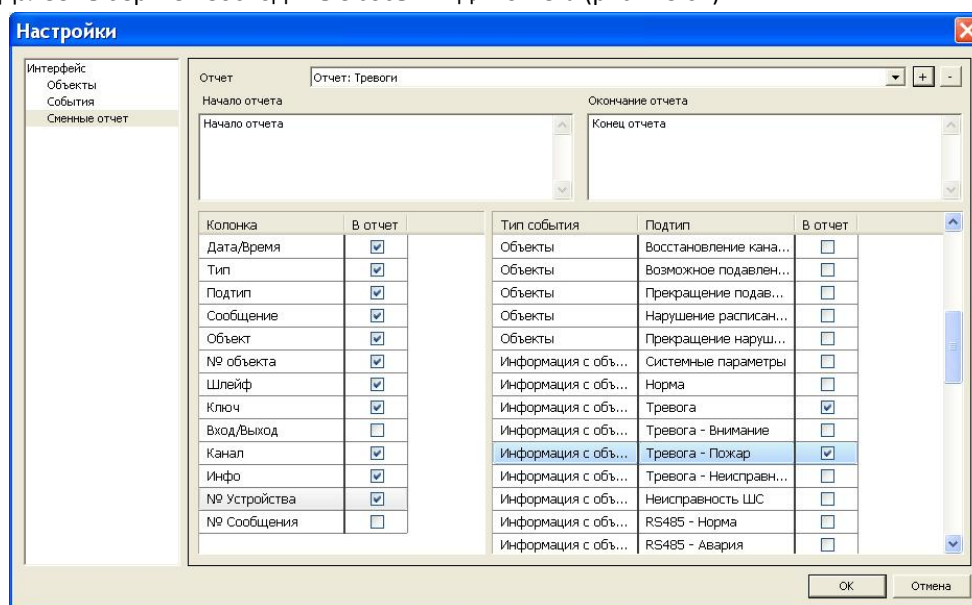 Настройки
Интерфейс
Объекты
События
Сменные отчет
Отчет
Отчет: Тревоги
+
-
Начало отчета
Окончание отчета
Начало отчета
Конец отчета
Колонка В отчет
Дата/Время
Тип
Подтип
Сообщение
Объект
№ объекта
Шлейф
Ключ
Вход/Выход
Канал
Инфо
№ Устройства
№ Сообщения
Тип события Подтип В отчет
Объекты Восстановление кана...
Объекты Возможное подавлен...
Объекты Прекращение подав...
Объекты Нарушение расписан...
Объекты Прекращение наруш...
Информация с объ... Системные параметры
Информация с объ... Норма
Информация с объ... Тревога
Информация с объ... Тревога - Внимание
Информация с объ... Тревога - Пожар
Информация с объ... Тревога - Неисправн...
Информация с объ... Неисправность ШС
Информация с объ... RS485 - Норма
Информация с объ... RS485 - Авария
ОК Отмена